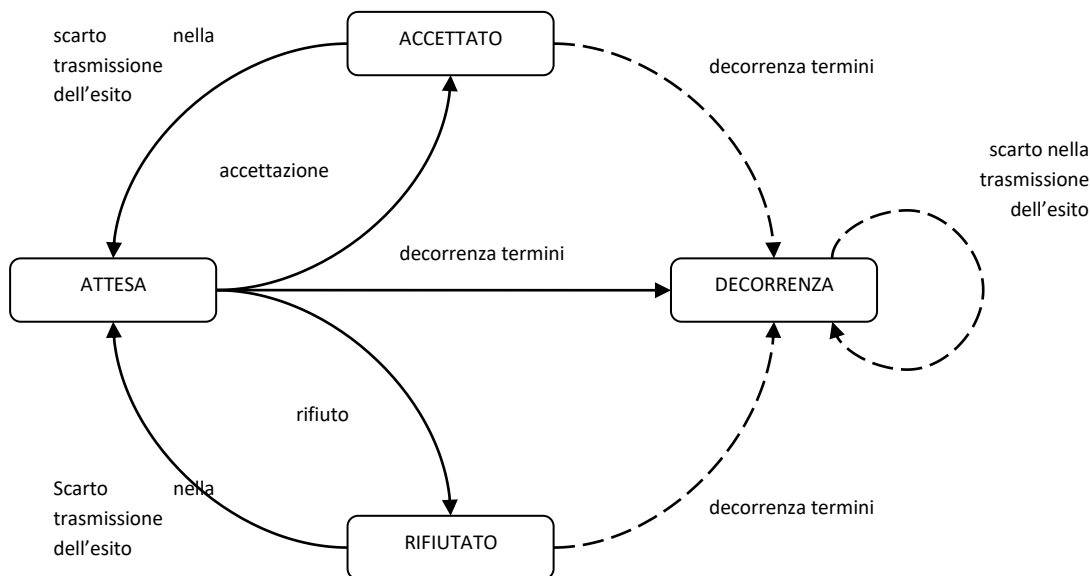 scarto nella
trasmissione
dell'esito
ACCETTATO
decorrenza termini
accettazione
scarto nella
trasmissione
dell'esito
decorrenza termini
ATTESA
DECORRENZA
rifiuto
Scarto nella
trasmissione
dell'esito
decorrenza termini
RIFIUTATO